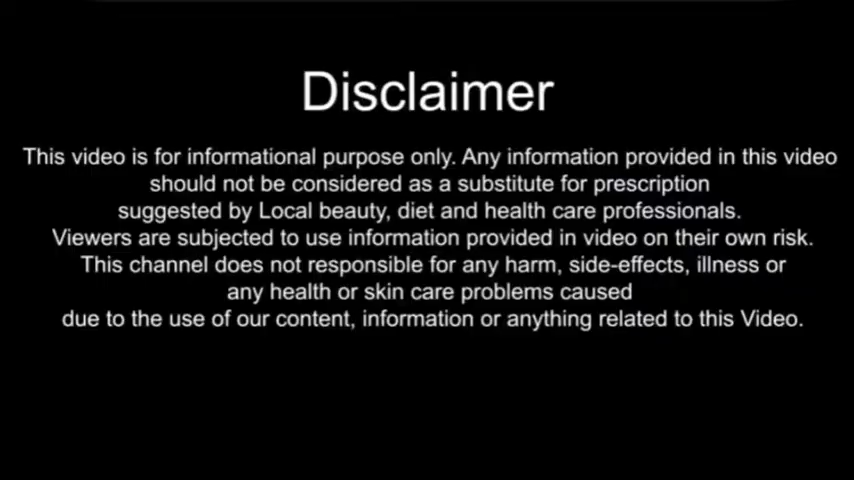 Disclaimer
This video is for informational purpose only. Any information provided in this video
should not be considered as a substitute for prescription
suggested by Local beauty, diet and health care professionals.
Viewers are subjected to use information provided in video on their own risk.
This channel does not responsible for any harm, side-effects, illness or
any health or skin care problems caused
due to the use of our content, information or anything related to this Video.